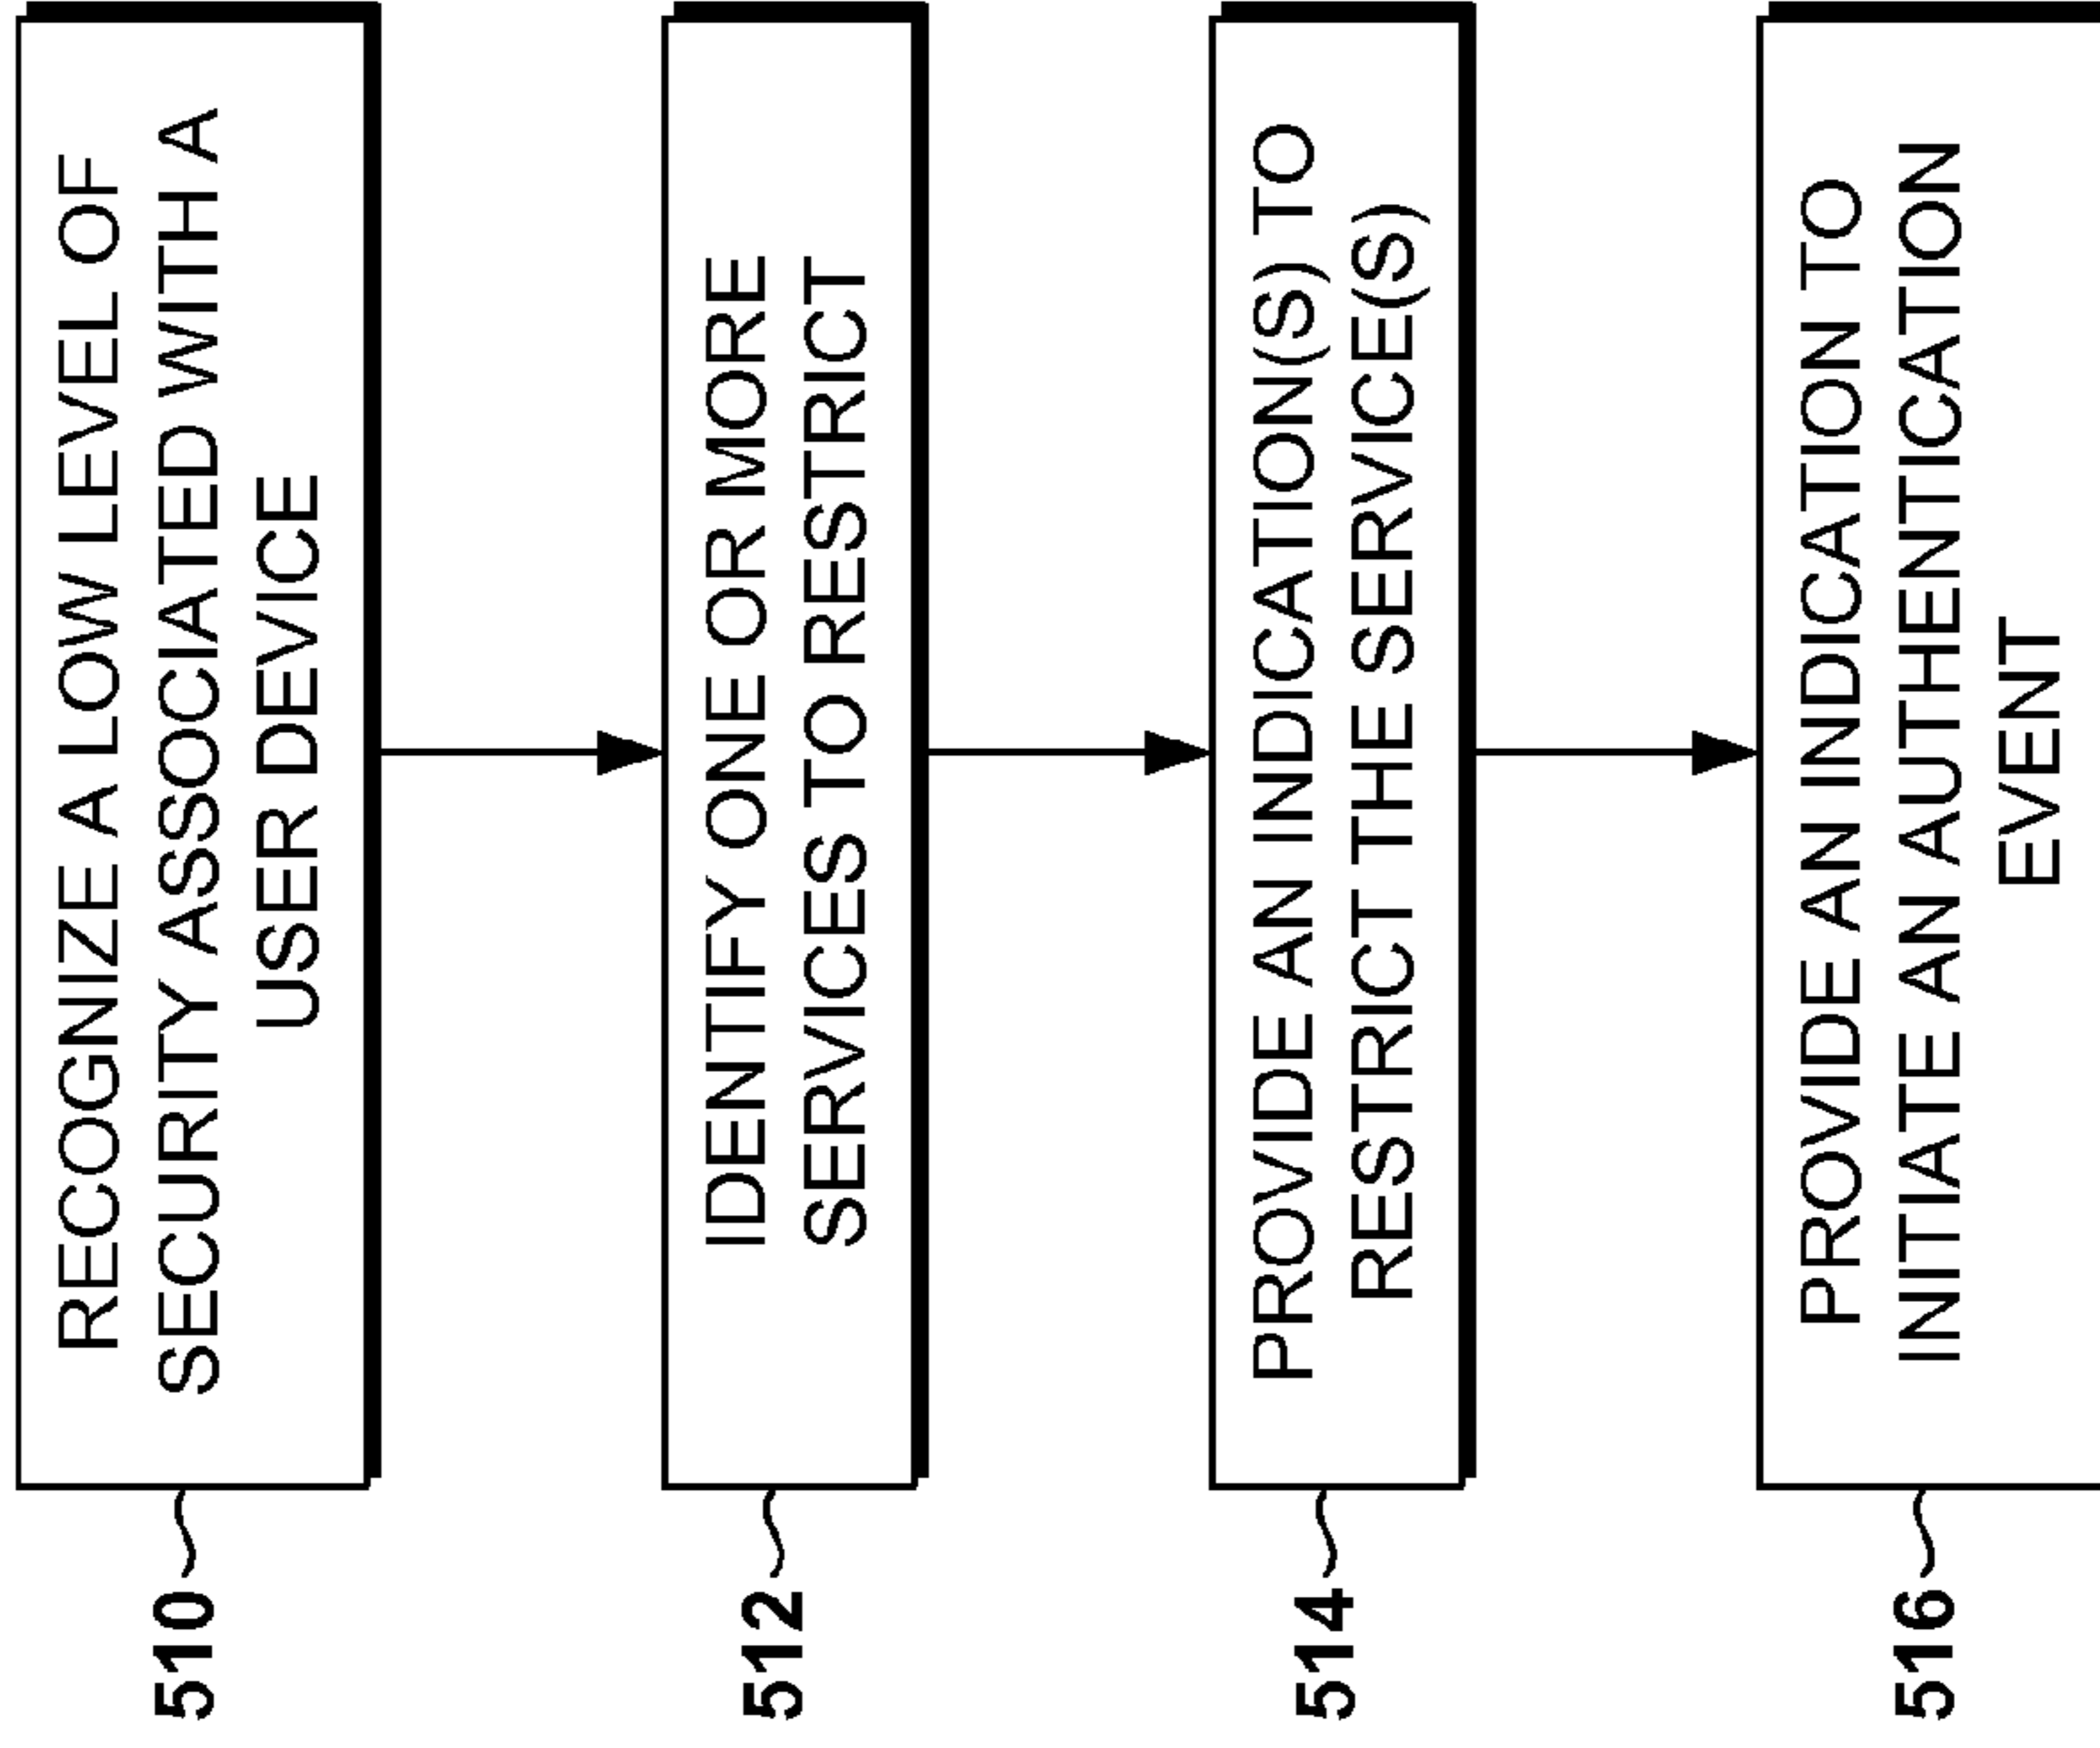 510
RECOGNIZE A LOW LEVEL OF
SECURITY ASSOCIATED WITH A
USER DEVICE
512
IDENTIFY ONE OR MORE
SERVICES TO RESTRICT
514
PROVIDE AN INDICATION(S) TO
RESTRICT THE SERVICE(S)
516
PROVIDE AN INDICATION TO
INITIATE AN AUTHENTICATION
EVENT